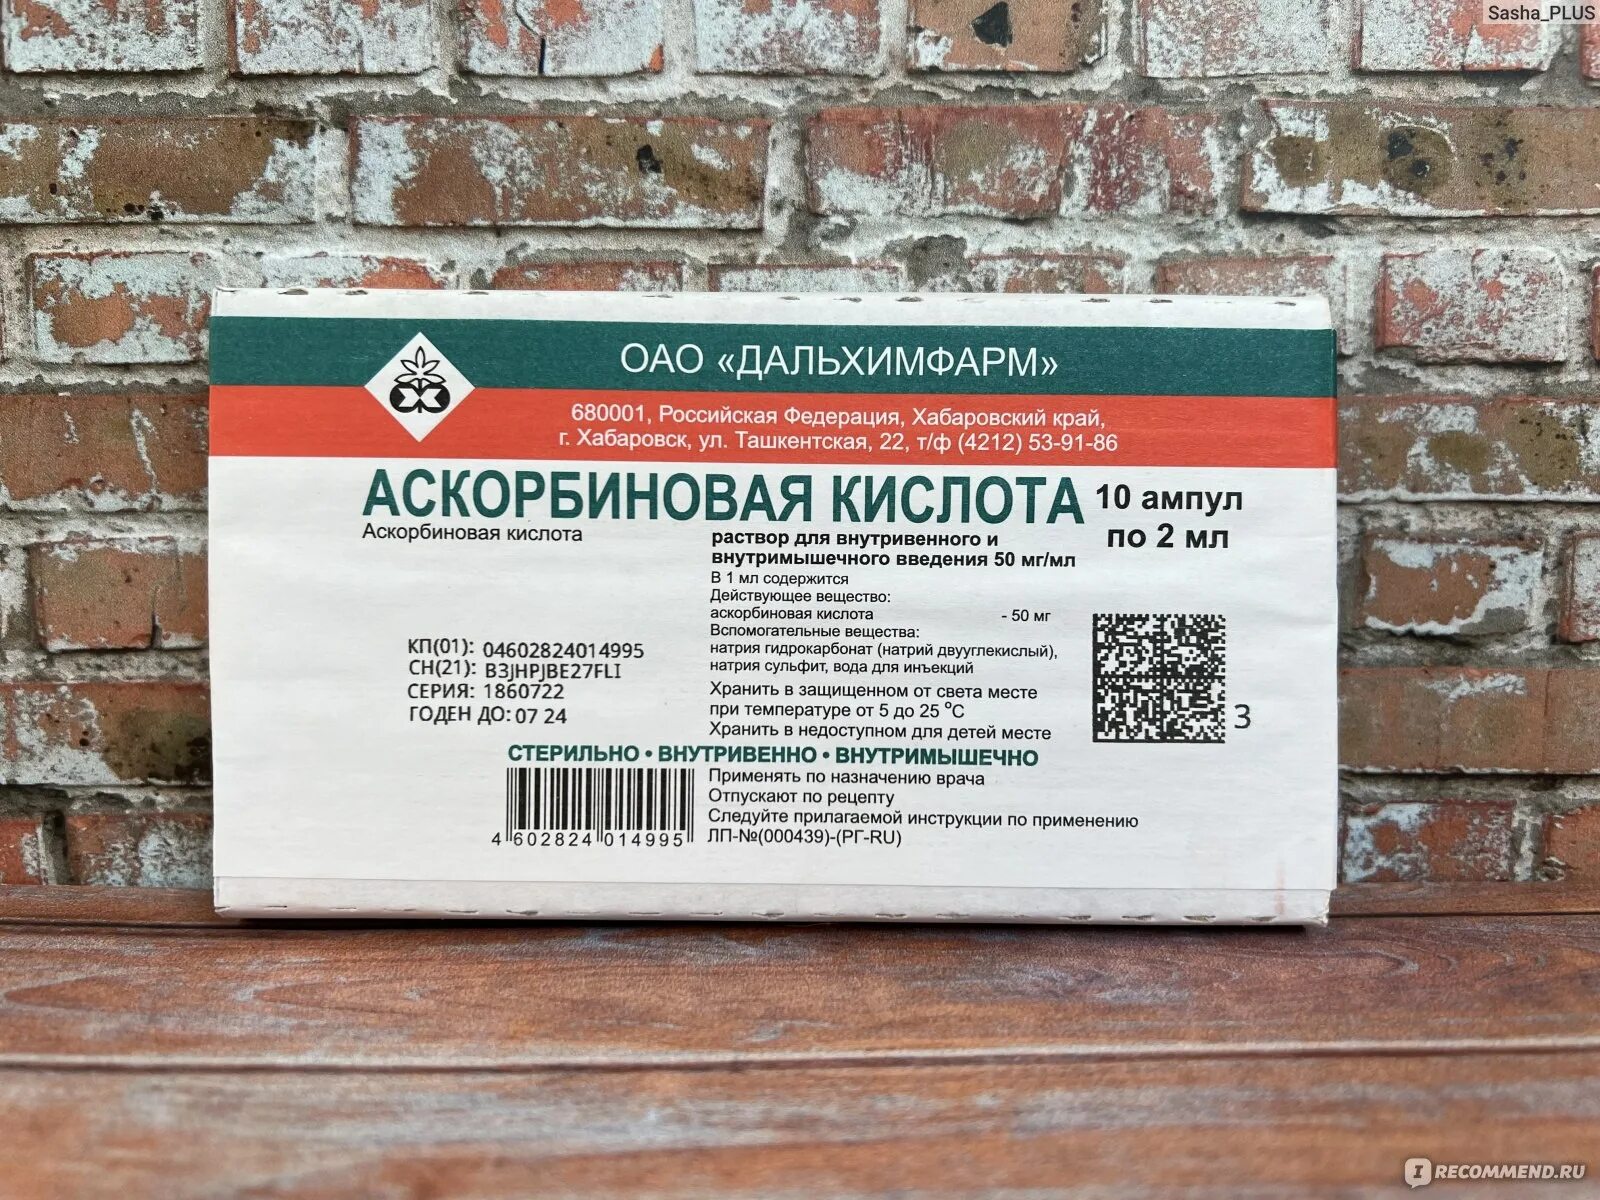 Sasha_PLUS
ОАО «ДАЛЬХИМФАРМ»
680001, Российская Федерация, Хабаровский край,
г. Хабаровск, ул. Ташкентская, 22, т/ф (4212) 53-91-86
АСКОРБИНОВАЯ КИСЛОТА
10 ампул
по 2 мл
Аскорбиновая кислота
раствор для внутривенного и
внутримышечного введения 50 мг/мл
В 1 мл содержится
Действующее вещество:
аскорбиновая кислота - 50 мг
Вспомогательные вещества:
натрия гидрокарбонат (натрий двууглекислый),
натрия сульфит, вода для инъекций
Хранить в защищенном от света месте
при температуре от 5 до 25 °С
Хранить в недоступном для детей месте
КП(01): 04602824014995
СН(21): B3JHPJBE27FLI
СЕРИЯ: 1860722
ГОДЕН ДО: 07 24
3
СТЕРИЛЬНО • ВНУТРИВЕННО • ВНУТРИМЫШЕЧНО
Применять по назначению врача
Отпускают по рецепту
Следуйте прилагаемой инструкции по применению
ЛП-№(000439)-(РГ-RU)
4 602824 014995
IRECOMMEND.RU